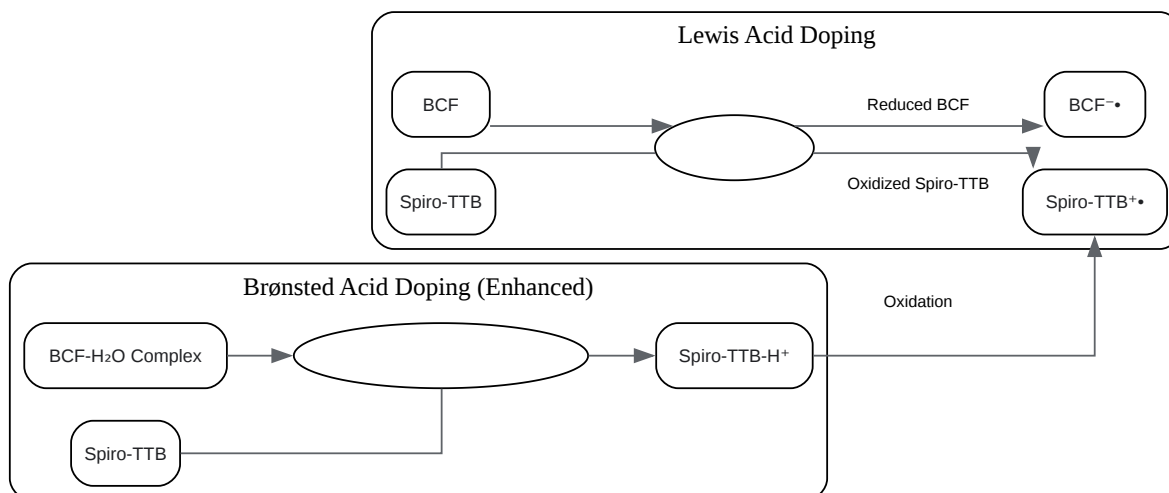 Lewis Acid Doping
BCF
Reduced BCF
BCF⁻•
Spiro-TTB
Oxidized Spiro-TTB
Spiro-TTB⁺•
Brønsted Acid Doping (Enhanced)
Oxidation
BCF-H₂O Complex
Spiro-TTB-H⁺
Spiro-TTB